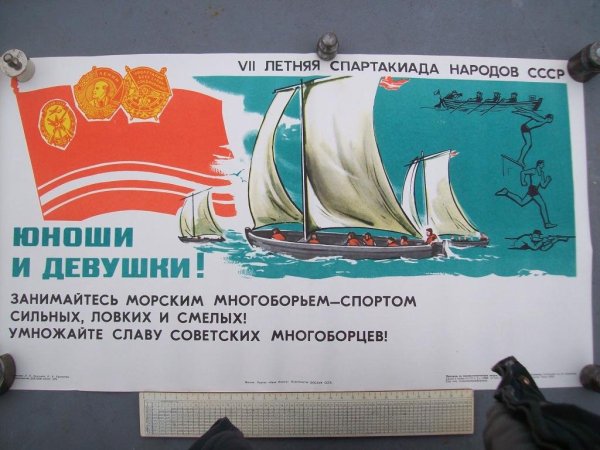 VII ЛЕТНЯЯ СПАРТАКИАДА НАРОДОВ СССР
ЮНОШИ
И ДЕВУШКИ!
ЗАНИМАЙТЕСЬ МОРСКИМ МНОГОБОРЬЕМ—СПОРТОМ
СИЛЬНЫХ, ЛОВКИХ И СМЕЛЫХ!
УМНОЖАЙТЕ СЛАВУ СОВЕТСКИХ МНОГОБОРЦЕВ!